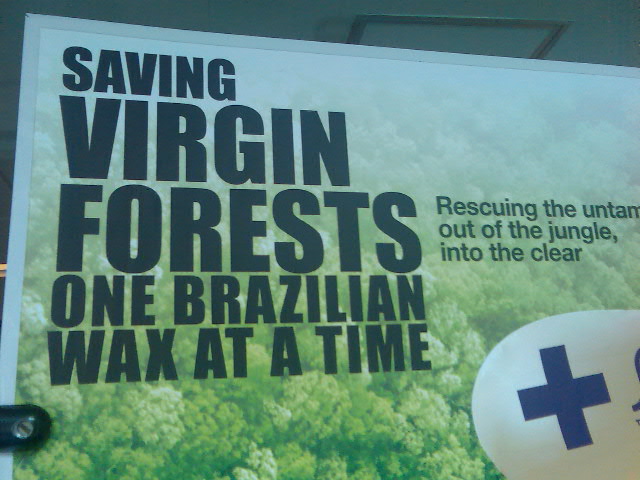 SAVING
VIRGIN
FORESTS
ONE BRAZILIAN
WAX AT A TIME
Rescuing the
out of the jungle,
into the clear